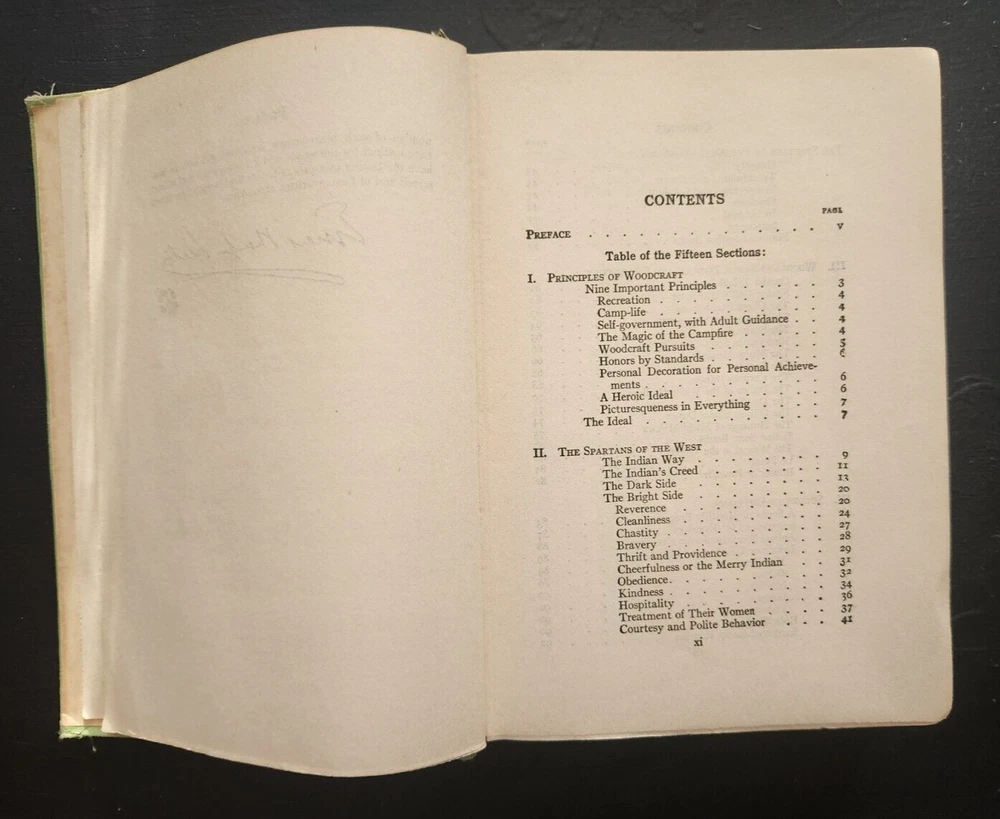 CONTENTS
PAGE
PREFACE . . . . . . . . . . . . . . v
Table of the Fifteen Sections:
I. PRINCIPLES OF WOODCRAFT
Nine Important Principles . . . . . . 3
Recreation . . . . . . . . . . 4
Camp-life . . . . . . . . . . 4
Self-government, with Adult Guidance . . 4
The Magic of the Campfire . . . . . 4
Woodcraft Pursuits . . . . . . . 5
Honors by Standards . . . . . . . 6
Personal Decoration for Personal Achieve-
ments . . . . . . . . . . 6
A Heroic Ideal . . . . . . . . 6
Picturesqueness in Everything . . . . 7
The Ideal . . . . . . . . . . . 7
II. THE SPARTANS OF THE WEST
The Indian Way . . . . . . . . 9
The Indian's Creed . . . . . . . 11
The Dark Side . . . . . . . . 13
The Bright Side . . . . . . . . 20
Reverence . . . . . . . . . 20
Cleanliness . . . . . . . . . 24
Chastity . . . . . . . . . . 27
Bravery . . . . . . . . . . 28
Thrift and Providence . . . . . . 29
Cheerfulness or the Merry Indian . . 31
Obedience. . . . . . . . . . 32
Kindness . . . . . . . . . . 34
Hospitality . . . . . . . . . 36
Treatment of Their Women . . . . 37
Courtesy and Polite Behavior . . . 41
xi